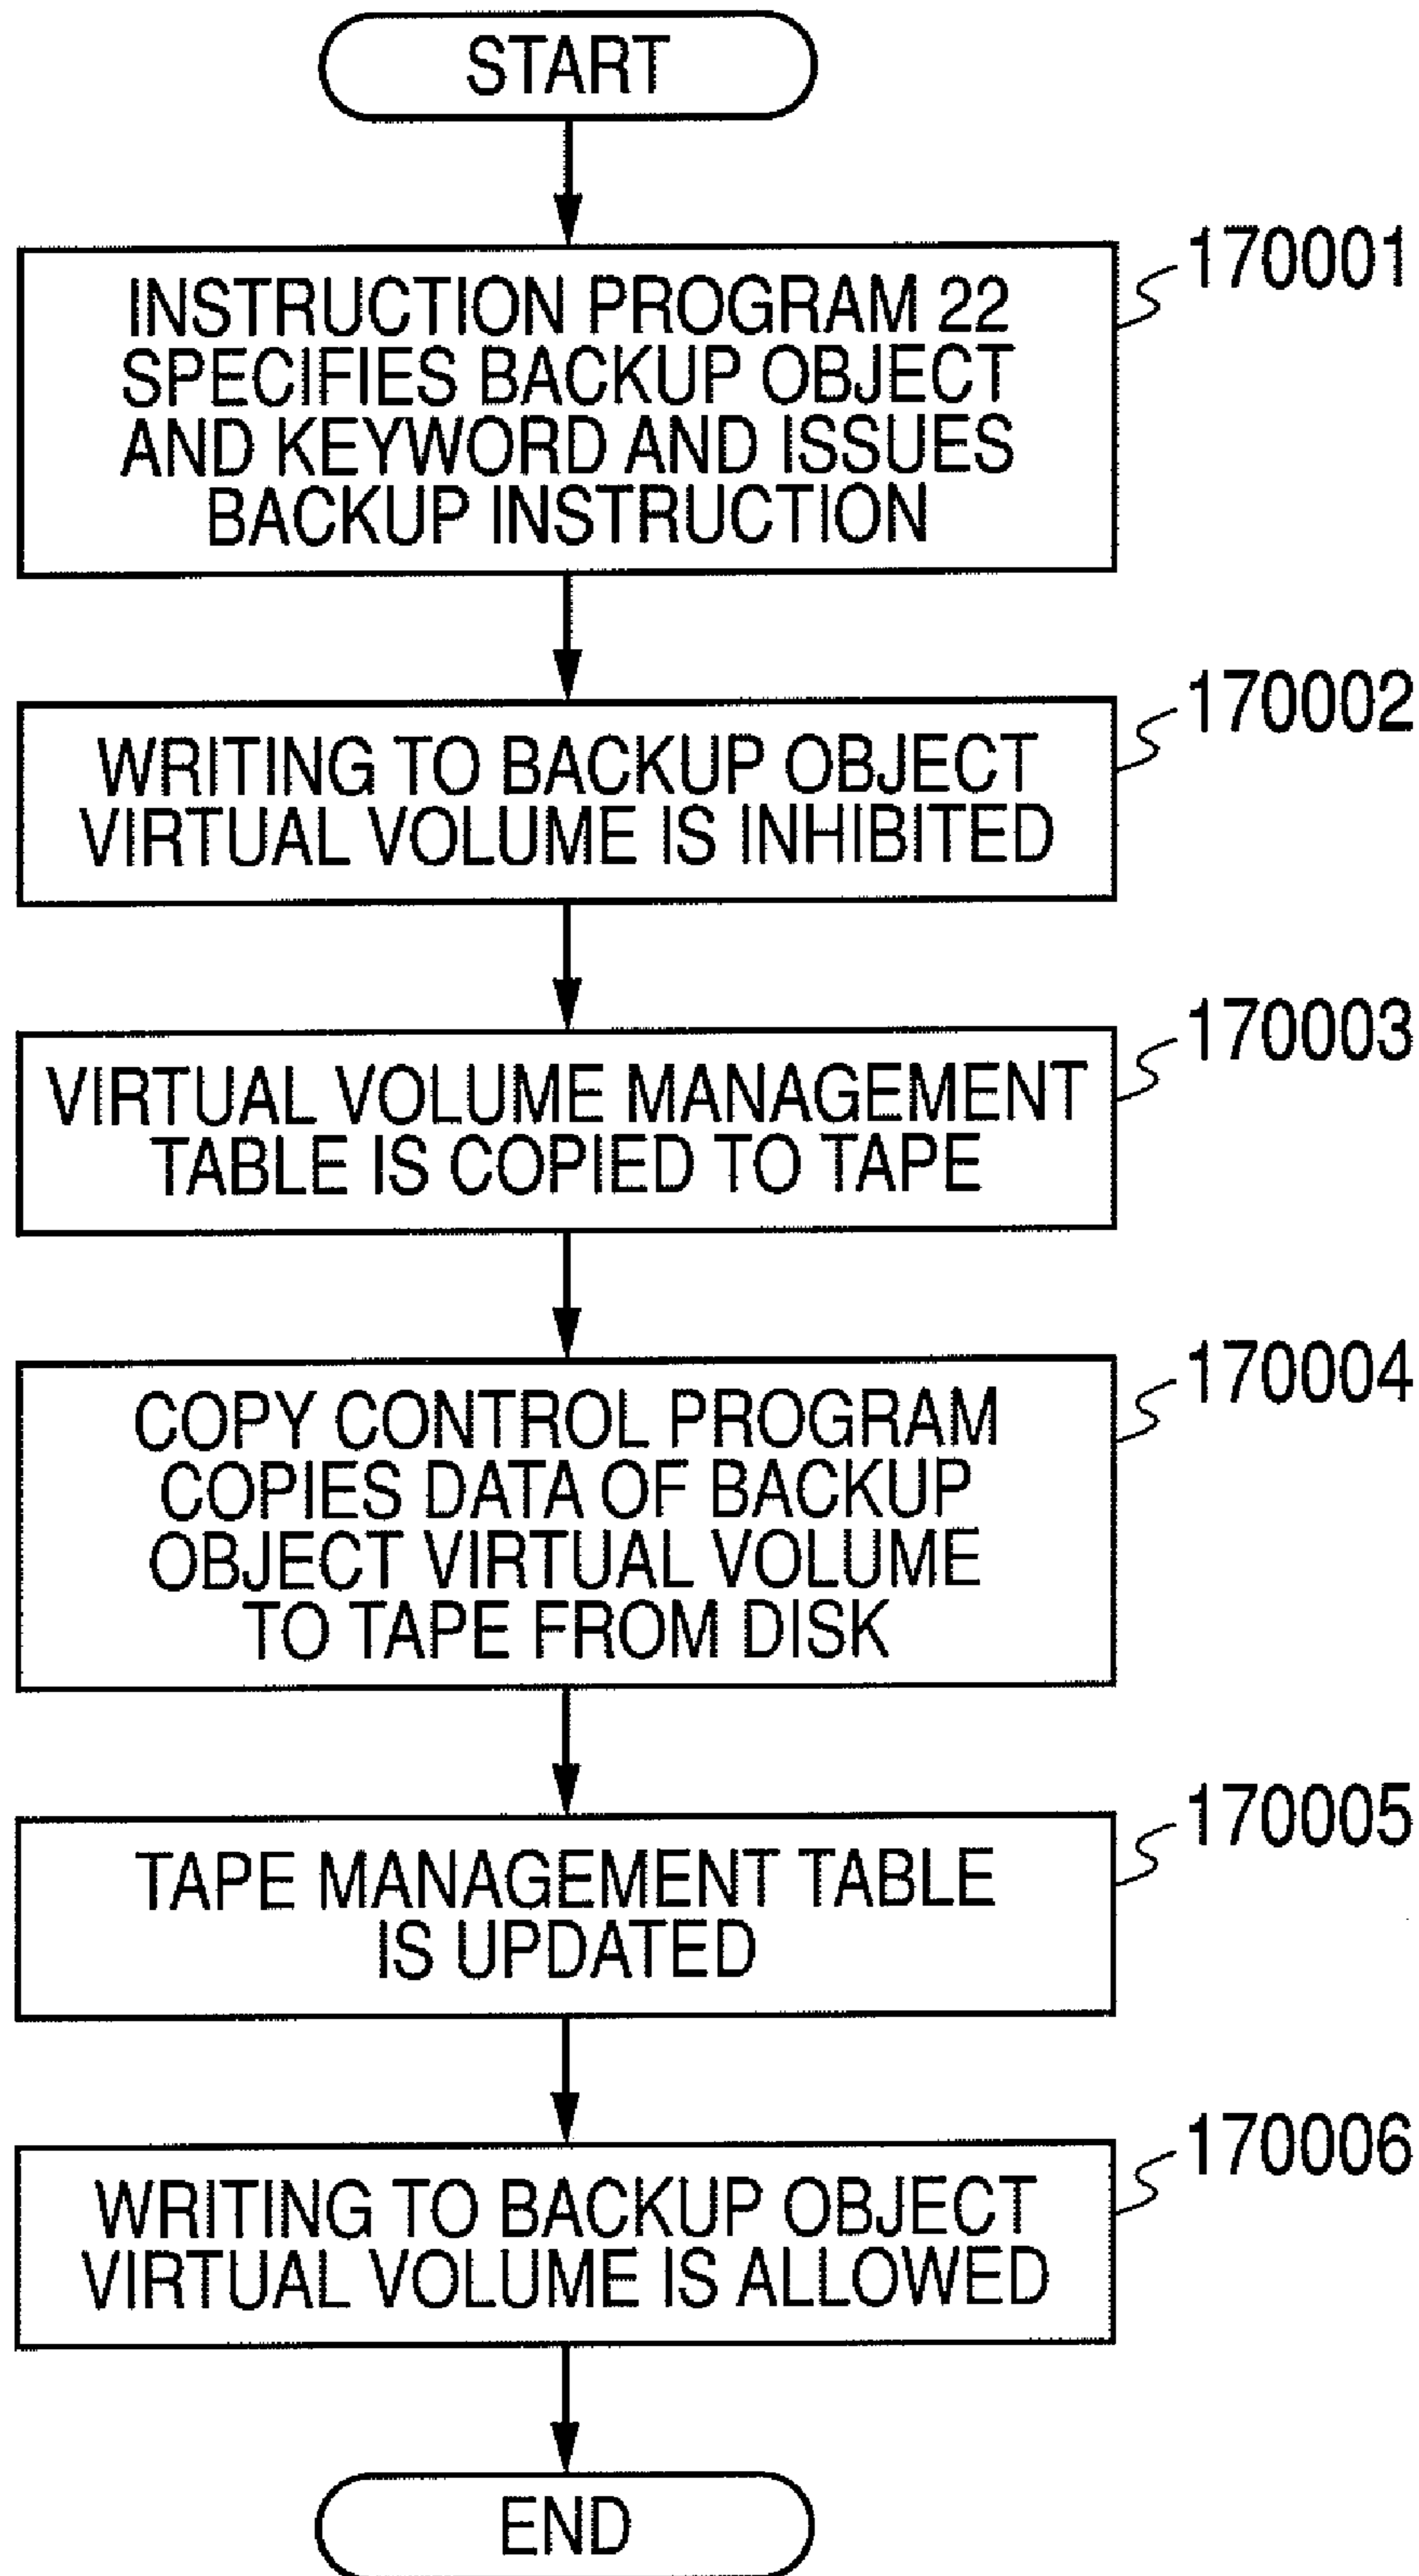 START
170001
INSTRUCTION PROGRAM 22
SPECIFIES BACKUP OBJECT
AND KEYWORD AND ISSUES
BACKUP INSTRUCTION
170002
WRITING TO BACKUP OBJECT
VIRTUAL VOLUME IS INHIBITED
170003
VIRTUAL VOLUME MANAGEMENT
TABLE IS COPIED TO TAPE
170004
COPY CONTROL PROGRAM
COPIES DATA OF BACKUP
OBJECT VIRTUAL VOLUME
TO TAPE FROM DISK
170005
TAPE MANAGEMENT TABLE
IS UPDATED
170006
WRITING TO BACKUP OBJECT
VIRTUAL VOLUME IS ALLOWED
END